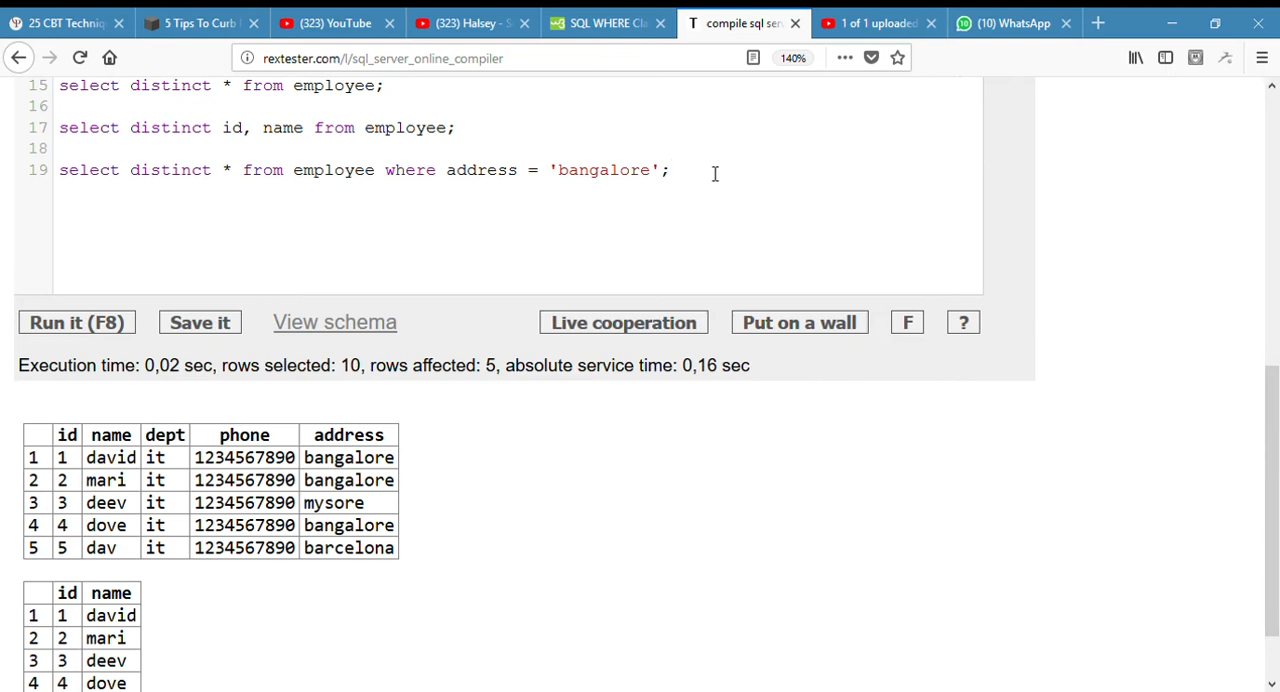 25 CBT Techniq
5 Tips To Curb
(323) YouTube
(323) Halsey - S
SQL WHERE Cla
T compile sql ser
1 of 1 uploaded
(10) WhatsApp
rextester.com/l/sql_server_online_compiler
140%
15 select distinct * from employee;
16
17 select distinct id, name from employee;
18
19 select distinct * from employee where address = 'bangalore';
Run it (F8) Save it View schema Live cooperation Put on a wall F ?
Execution time: 0,02 sec, rows selected: 10, rows affected: 5, absolute service time: 0,16 sec
id name dept phone address
1 1 david it 1234567890 bangalore
2 2 mari it 1234567890 bangalore
3 3 deev it 1234567890 mysore
4 4 dove it 1234567890 bangalore
5 5 dav it 1234567890 barcelona
id name
1 1 david
2 2 mari
3 3 deev
4 4 dove